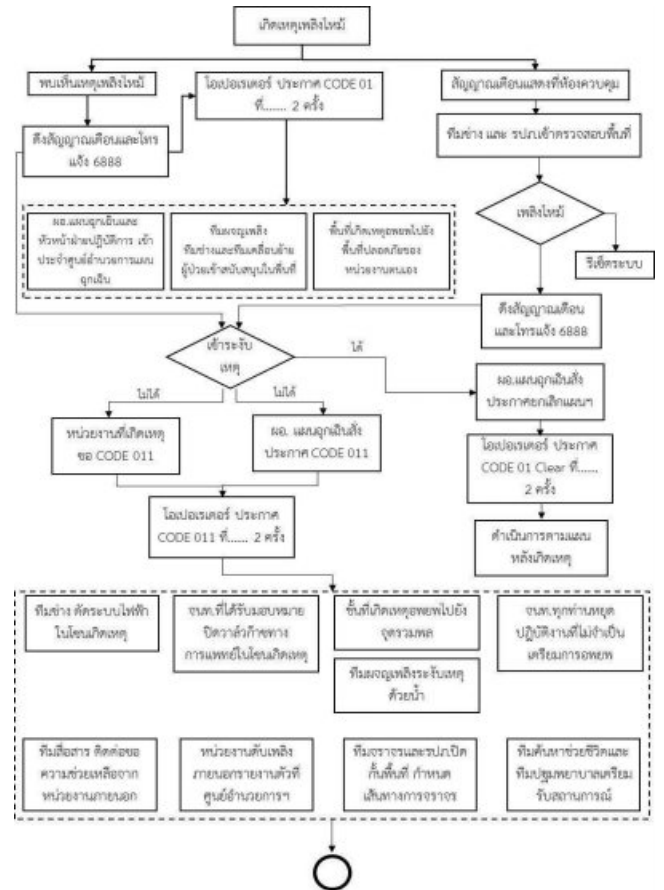 เกิดเหตุเพลิงไหม้
พบเห็นเหตุเพลิงไหม้
โอเปอเรเตอร์ ประกาศ CODE 01
ที่...... 2 ครั้ง
สัญญาณเตือนแสดงที่ห้องควบคุม
ดึงสัญญาณเตือนและโทร
แจ้ง 6888
ทีมช่าง และ รปภ.เข้าตรวจสอบพื้นที่
ผอ.แผนฉุกเฉินและ
หัวหน้าฝ่ายปฏิบัติการ เข้า
ประจำศูนย์อำนวยการแผน
ฉุกเฉิน
ทีมผจญเพลิง
ทีมช่างและทีมเคลื่อนย้าย
ผู้ป่วยเข้าสนับสนุนในพื้นที่
พื้นที่เกิดเหตุอพยพไปยัง
พื้นที่ปลอดภัยของ
หน่วยงานตนเอง
เพลิงไหม้
รีเซ็ตระบบ
ดึงสัญญาณเตือน
และโทรแจ้ง 6888
เข้าระงับ
เหตุ
ได้
ไม่ได้
ไม่ได้
ผอ.แผนฉุกเฉินสั่ง
ประกาศยกเลิกแผนฯ
หน่วยงานที่เกิดเหตุ
ขอ CODE 011
ผอ. แผนฉุกเฉินสั่ง
ประกาศ CODE 011
โอเปอเรเตอร์ ประกาศ
CODE 01 Clear ที่......
2 ครั้ง
โอเปอเรเตอร์ ประกาศ
CODE 011 ที่...... 2 ครั้ง
ดำเนินการตามแผน
หลังเกิดเหตุ
ทีมช่าง ตัดระบบไฟฟ้า
ในโซนเกิดเหตุ
จนท.ที่ได้รับมอบหมาย
ปิดวาล์วก๊าซทาง
การแพทย์ในโซนเกิดเหตุ
ชั้นที่เกิดเหตุอพยพไปยัง
จุดรวมพล
จนท.ทุกท่านหยุด
ปฏิบัติงานที่ไม่จำเป็น
เตรียมการอพยพ
ทีมผจญเพลิงระงับเหตุ
ด้วยน้ำ
ทีมสื่อสาร ติดต่อขอ
ความช่วยเหลือจาก
หน่วยงานภายนอก
หน่วยงานดับเพลิง
ภายนอกรายงานตัวที่
ศูนย์อำนวยการฯ
ทีมจราจรและรปภ.ปิด
กั้นพื้นที่ กำหนด
เส้นทางการจราจร
ทีมค้นหาช่วยชีวิตและ
ทีมปฐมพยาบาลเตรียม
รับสถานการณ์